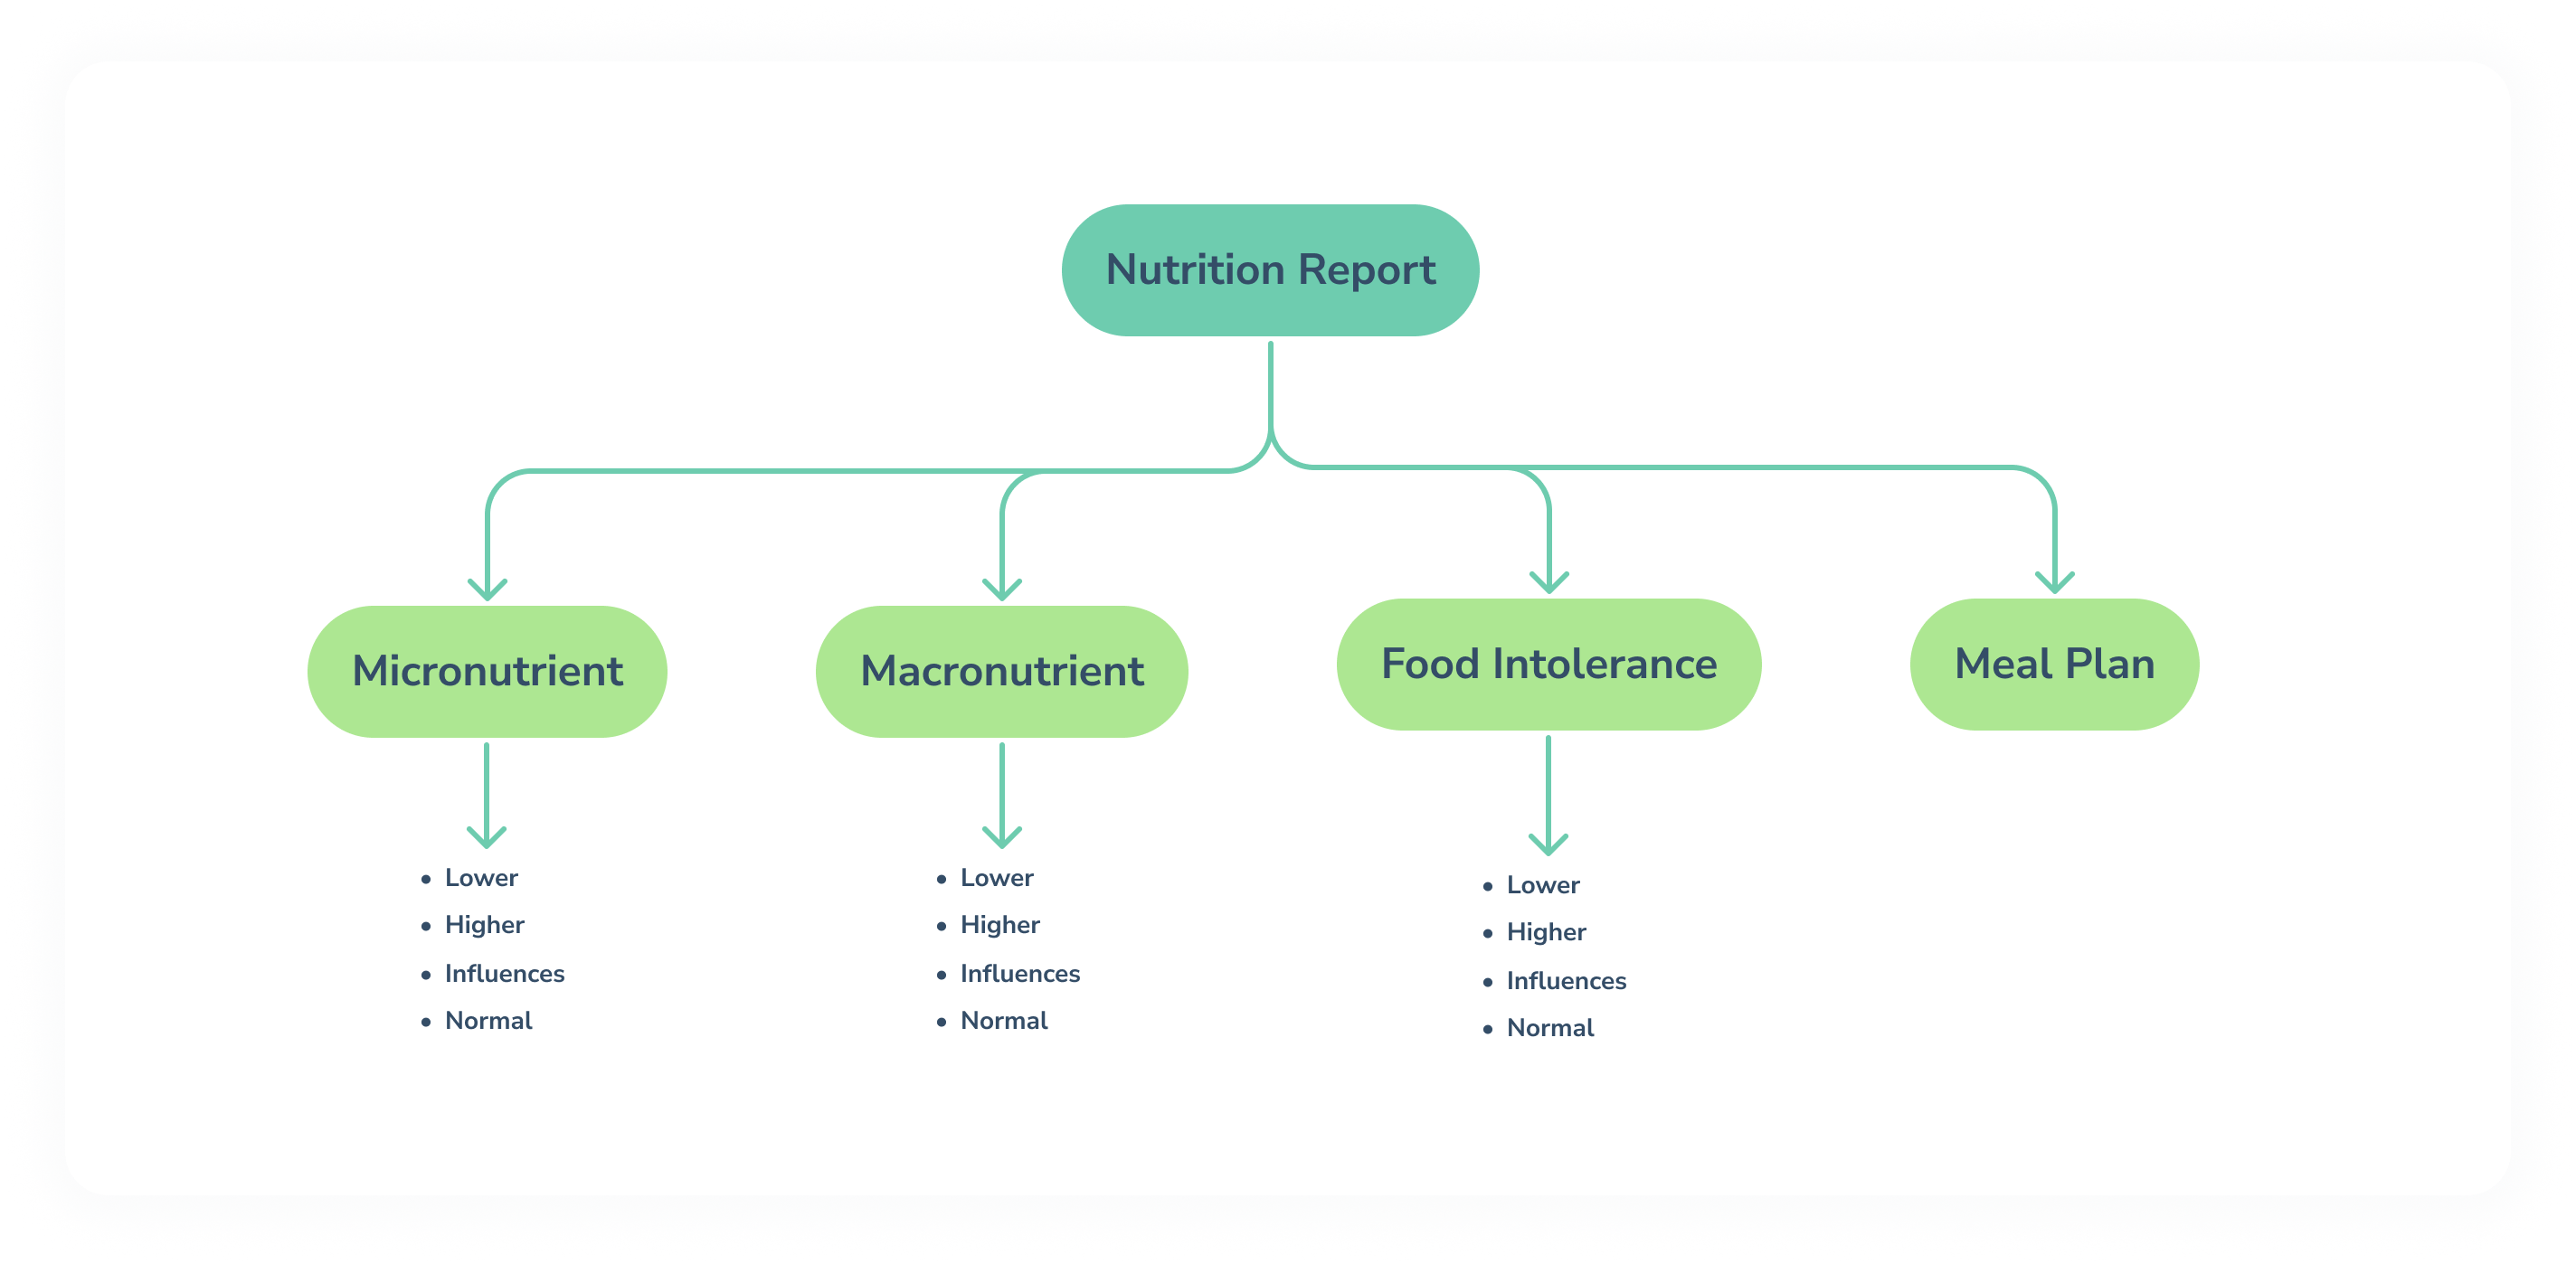 Nutrition Report
Micronutrient
Macronutrient
Food Intolerance
Meal Plan
• Lower
• Higher
• Influences
• Normal
• Lower
• Higher
• Influences
• Normal
• Lower
• Higher
• Influences
• Normal